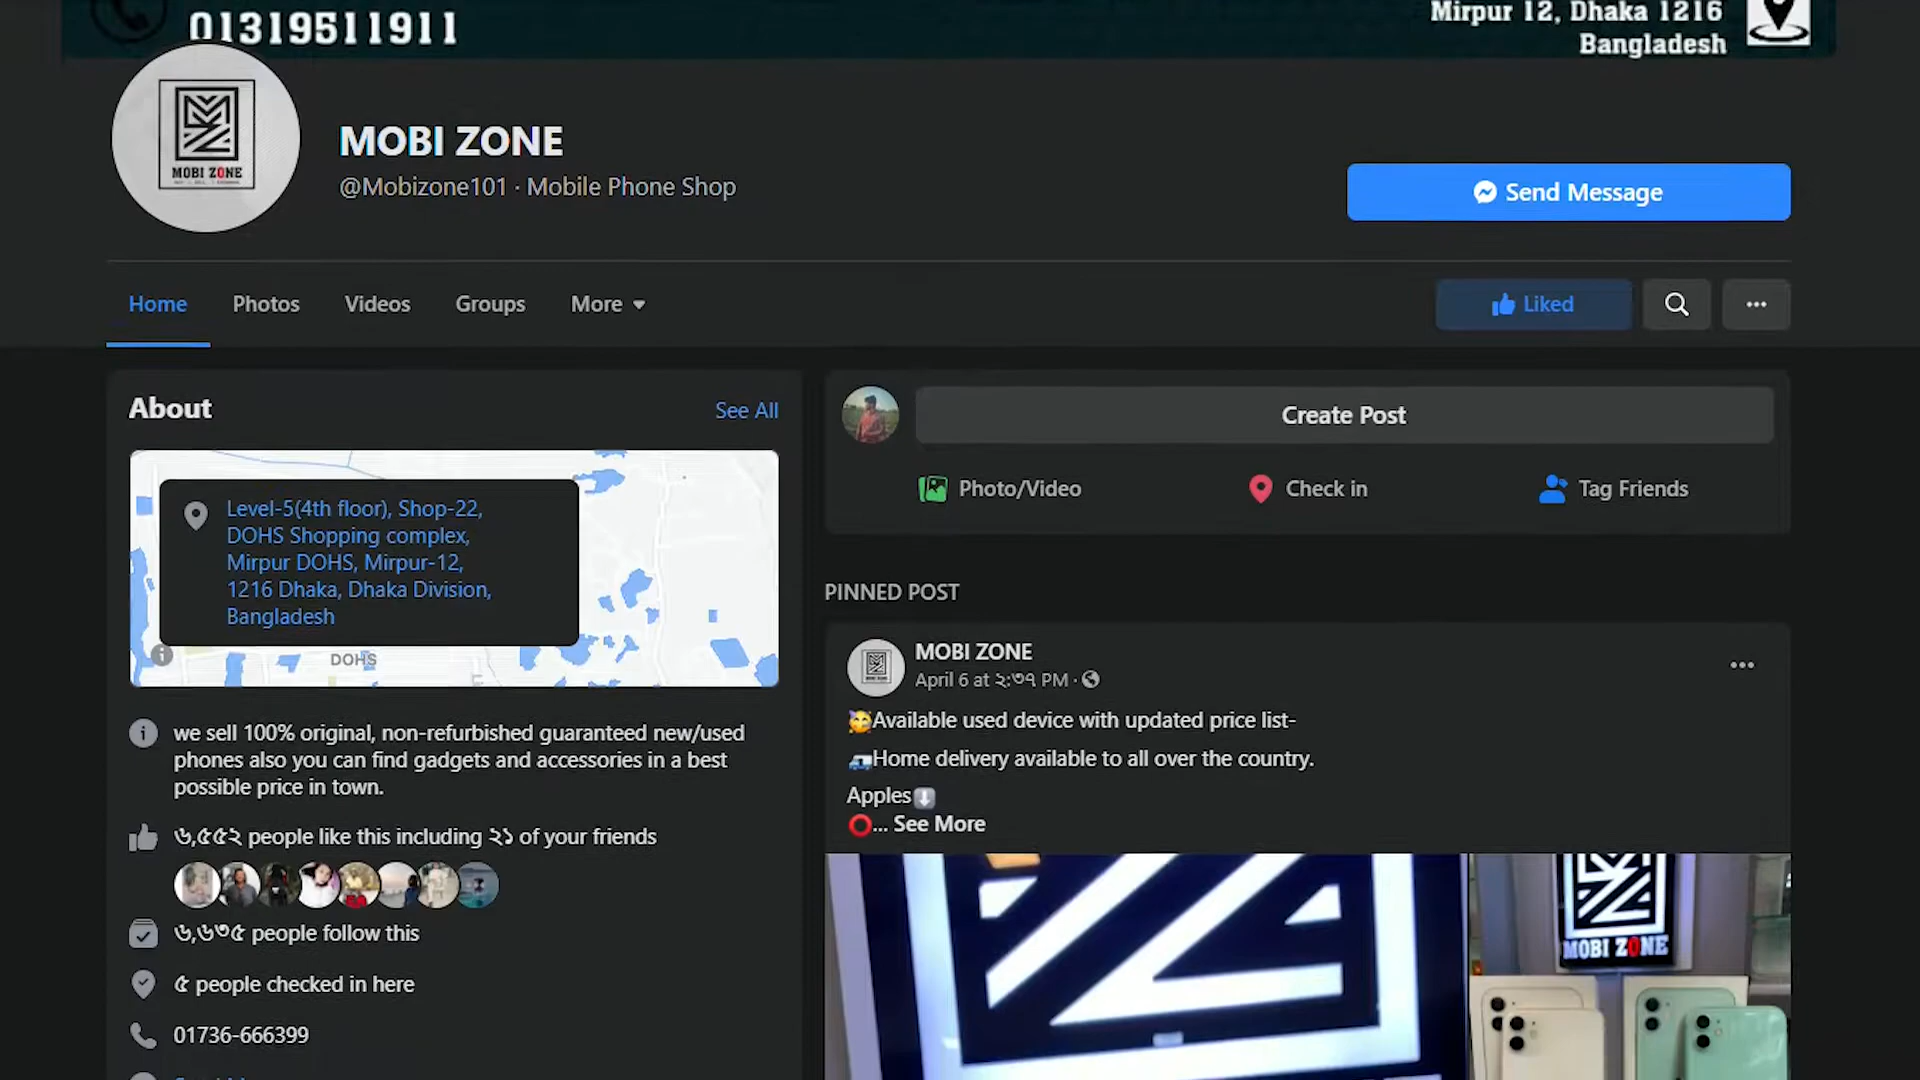 01319511911
Mirpur 12, Dhaka 1216
Bangladesh
MOBI ZONE
MOBI ZONE
@Mobizone101 · Mobile Phone Shop
Send Message
Home
Photos
Videos
Groups
More
Liked
About
See All
Level-5(4th floor), Shop-22,
DOHS Shopping complex,
Mirpur DOHS, Mirpur-12,
1216 Dhaka, Dhaka Division,
Bangladesh
DOHS
we sell 100% original, non-refurbished guaranteed new/used
phones also you can find gadgets and accessories in a best
possible price in town.
৬,৫৫২ people like this including ২১ of your friends
৬,৬৩৫ people follow this
৫ people checked in here
01736-666399
Create Post
Photo/Video
Check in
Tag Friends
PINNED POST
MOBI ZONE
April 6 at ২:৩৭ PM ·
🥳Available used device with updated price list-
🚐Home delivery available to all over the country.
Apples⬇️
⭕... See More
MOBI ZONE